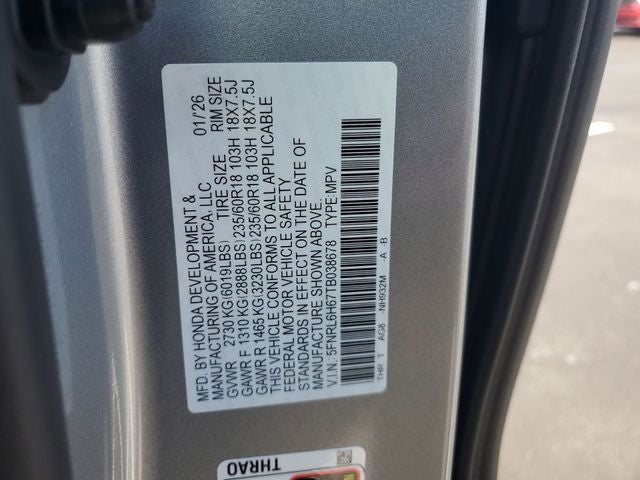 MFD. BY HONDA DEVELOPMENT &
MANUFACTURING OF AMERICA, LLC 01/26
GVWR 2730 KG(6019LBS) TIRE SIZE RIM SIZE
GAWR F 1310 KG(2888LBS)235/60R18 103H 18X7.5J
GAWR R 1465 KG(3230LBS)235/60R18 103H 18X7.5J
THIS VEHICLE CONFORMS TO ALL APPLICABLE
FEDERAL MOTOR VEHICLE SAFETY
STANDARDS IN EFFECT ON THE DATE OF
MANUFACTURE SHOWN ABOVE.
V.I.N.: 5FNRL6H67TB038678 TYPE:MPV
THR T AG8 -NH932M -A -B
THRA0